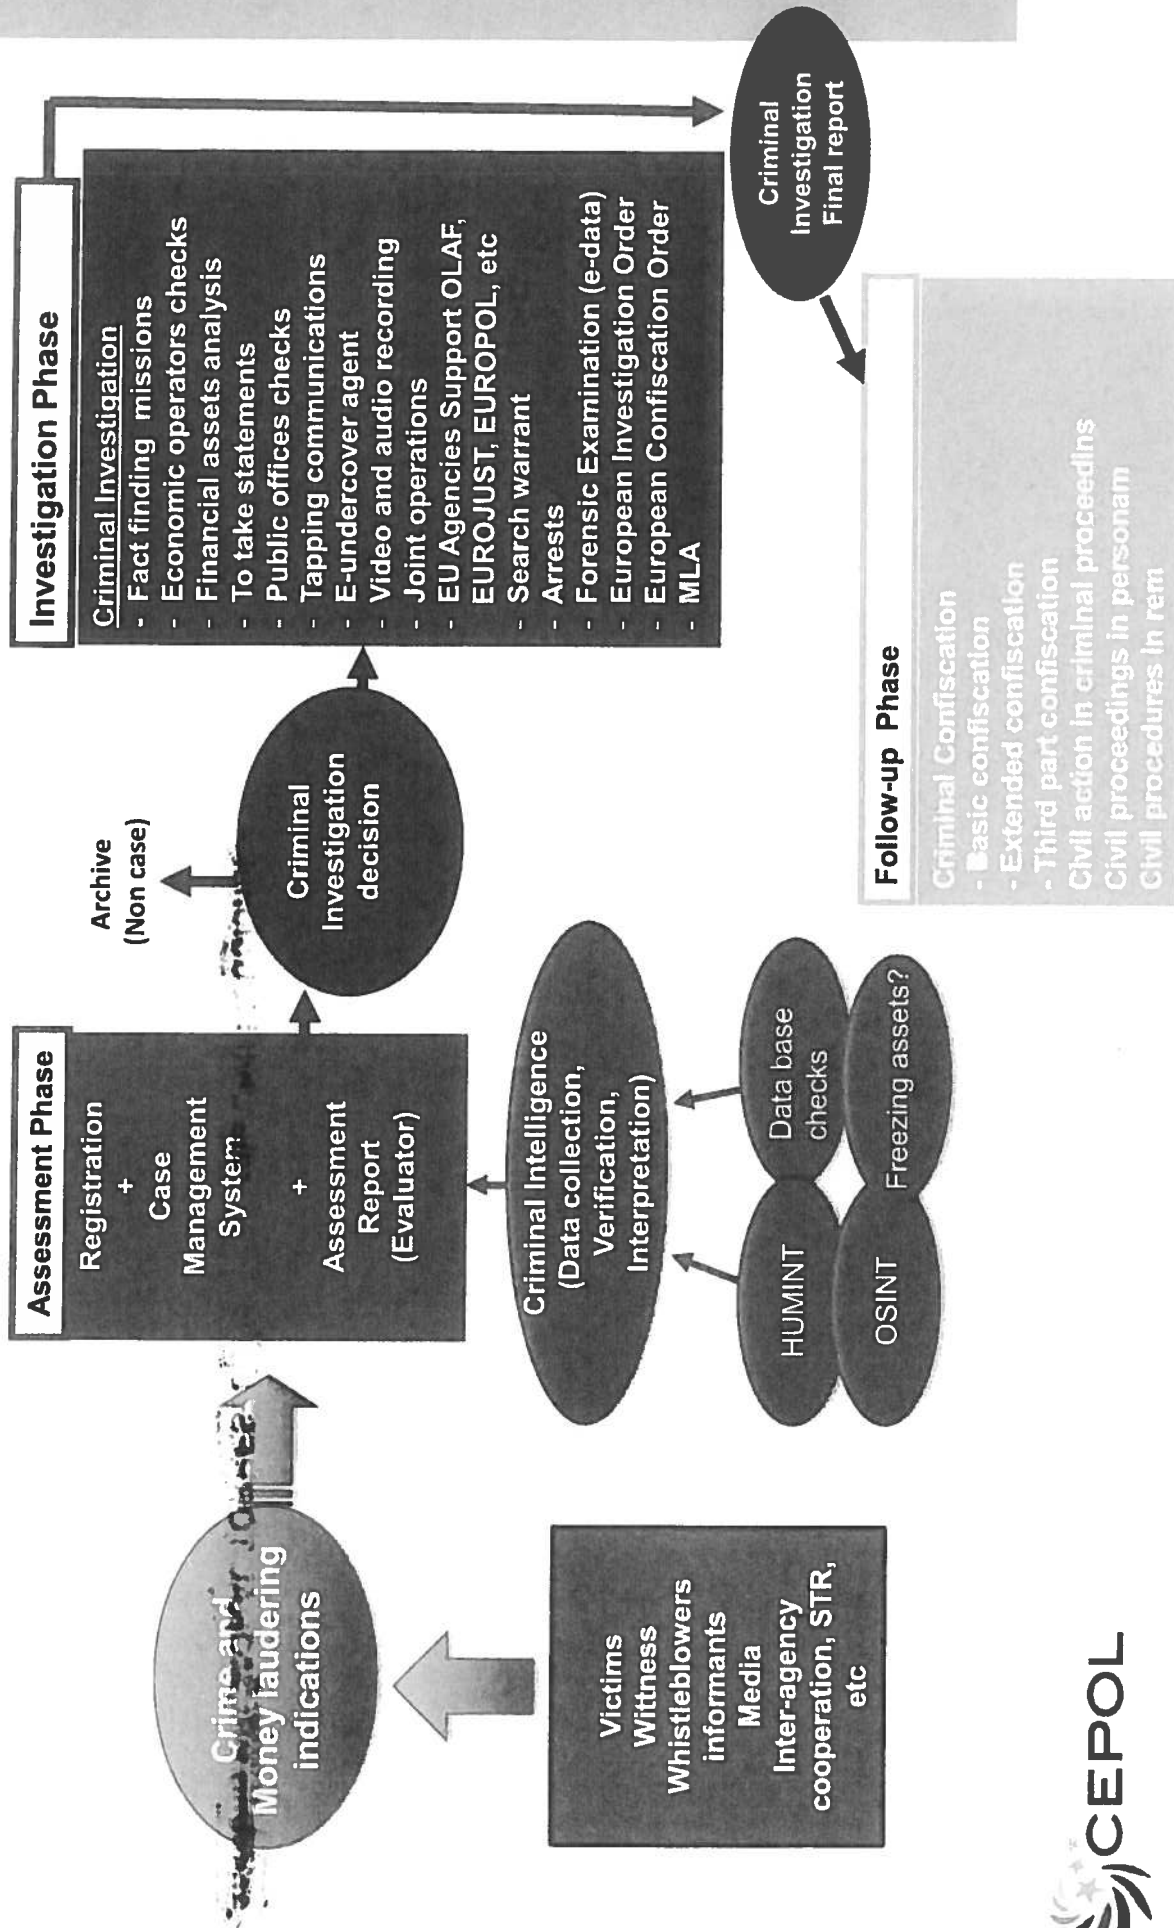 Crime and
Money laudering
indications
Victims
Wittness
Whistleblowers
informants
Media
Inter-agency
cooperation, STR,
etc
Assessment Phase
Registration
+
Case
Management
System
+
Assessment
Report
(Evaluator)
Criminal Intelligence
(Data collection,
Verification,
Interpretation)
HUMINT
Data base
checks
OSINT
Freezing assets?
Archive
(Non case)
Criminal
Investigation
decision
Investigation Phase
Criminal Investigation
- Fact finding missions
- Economic operators checks
- Financial assets analysis
- To take statements
- Public offices checks
- Tapping communications
- E-undercover agent
- Video and audio recording
- Joint operations
- EU Agencies Support OLAF,
EUROJUST, EUROPOL, etc
- Search warrant
- Arrests
- Forensic Examination (e-data)
- European Investigation Order
- European Confiscation Order
- MLA
Criminal
Investigation
Final report
Follow-up Phase
Criminal Confiscation
- Basic confiscation
- Extended confiscation
- Third part confiscation
Civil action in criminal proceedins
Civil proceedings in personam
Civil procedures in rem
CEPOL